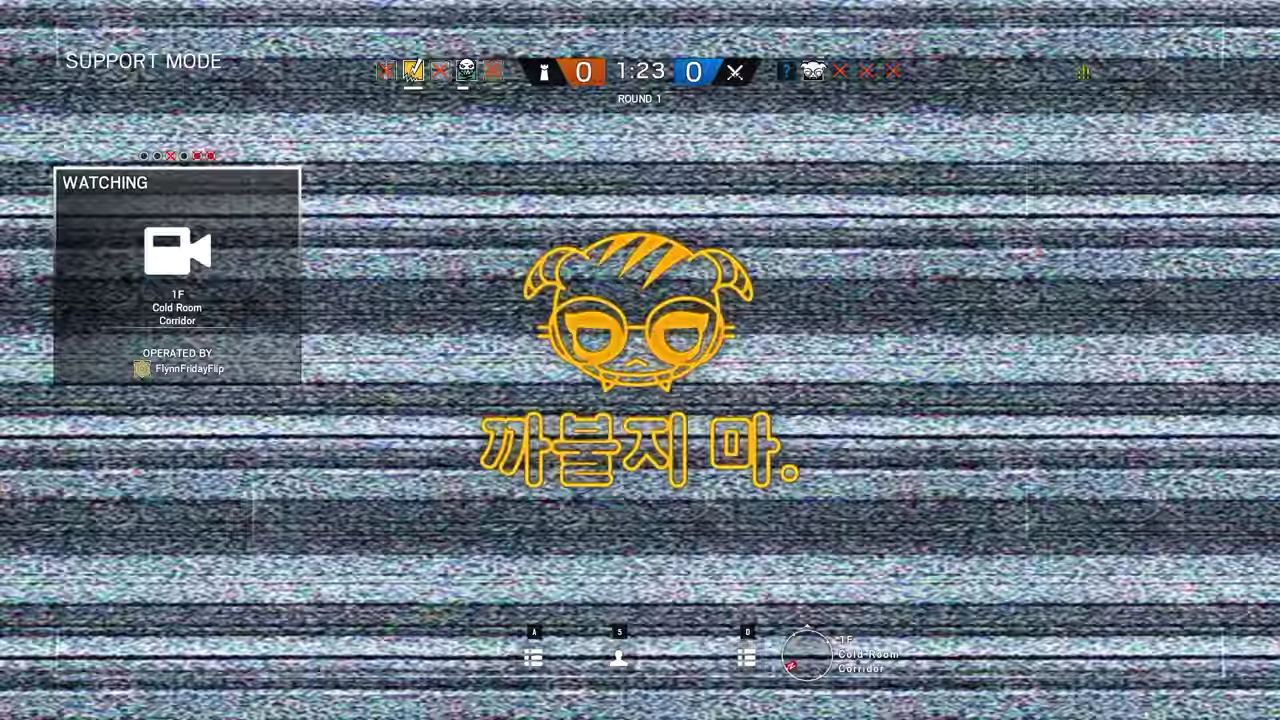 SUPPORT MODE
0 1:23 0
ROUND 1
?
WATCHING
1F
Cold Room
Corridor
OPERATED BY
FlynnFridayFlip
까불지 마.
A
S
D
1F
Cold Room
Corridor